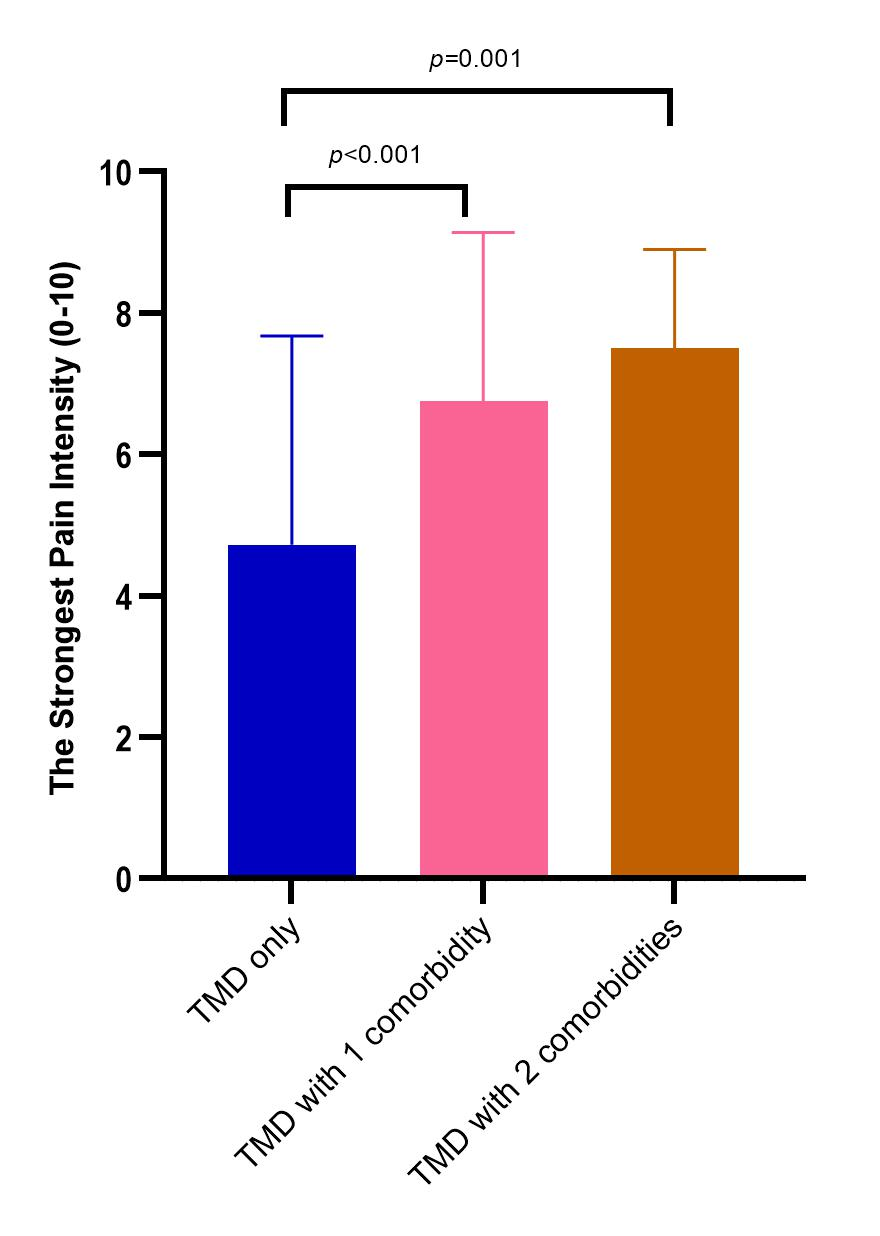 p=0.001
p<0.001
The Strongest Pain Intensity (0-10)
10
8
6
4
2
0
TMD only
TMD with 1 comorbidity
TMD with 2 comorbidities